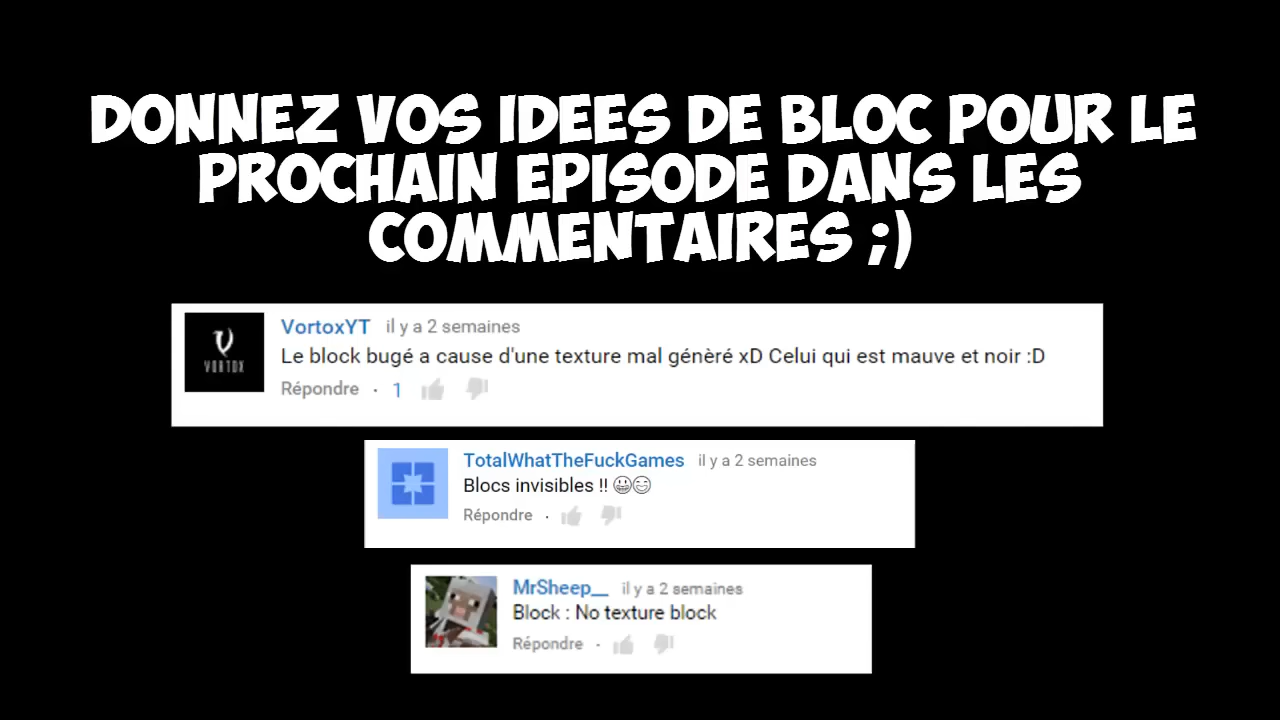 DONNEZ VOS IDEES DE BLOC POUR LE
PROCHAIN EPISODE DANS LES
COMMENTAIRES ;)
VORTOX
VortoxYT il y a 2 semaines
Le block bugé a cause d'une texture mal génèré xD Celui qui est mauve et noir :D
Répondre · 1
TotalWhatTheFuckGames il y a 2 semaines
Blocs invisibles !! 😀😄
Répondre ·
MrSheep__ il y a 2 semaines
Block : No texture block
Répondre ·